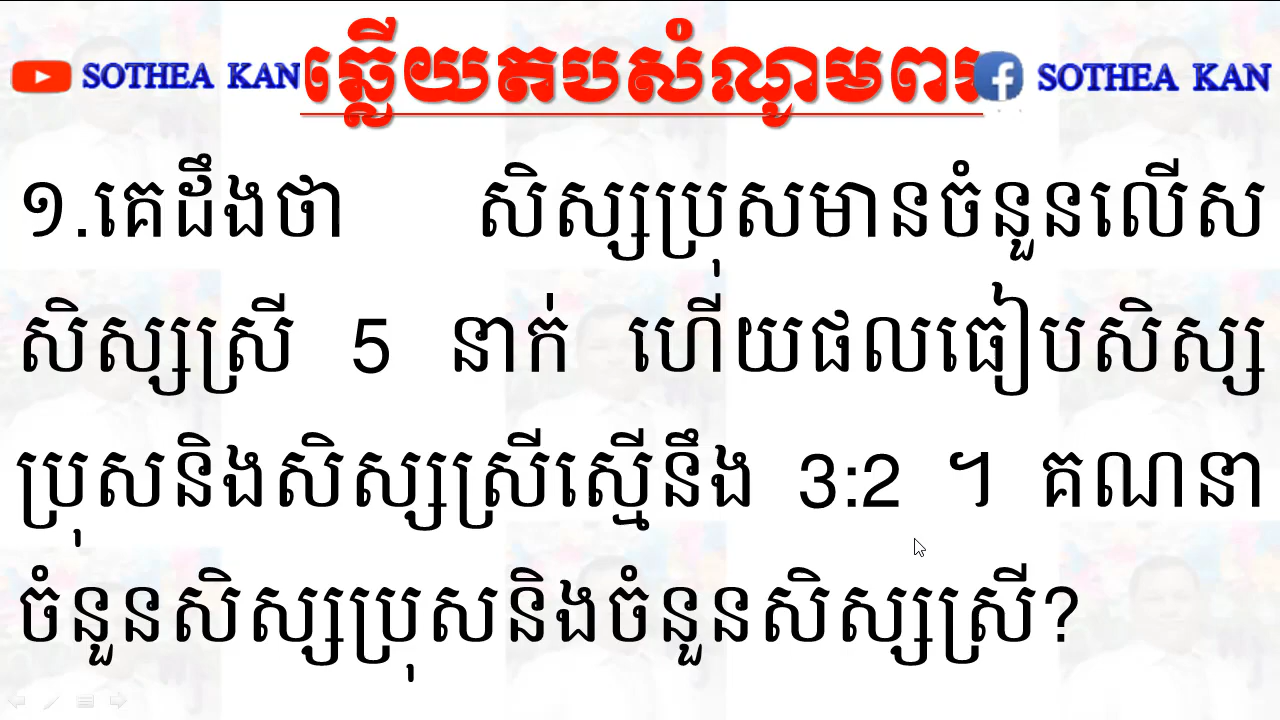 SOTHEA KAN ឆ្លើយតបសំណូមពរ SOTHEA KAN
១.គេដឹងថា សិស្សប្រុសមានចំនួនលើស
សិស្សស្រី 5 នាក់ ហើយផលធៀបសិស្ស
ប្រុសនិងសិស្សស្រីស្មើនឹង 3:2 ។ គណនា
ចំនួនសិស្សប្រុសនិងចំនួនសិស្សស្រី?